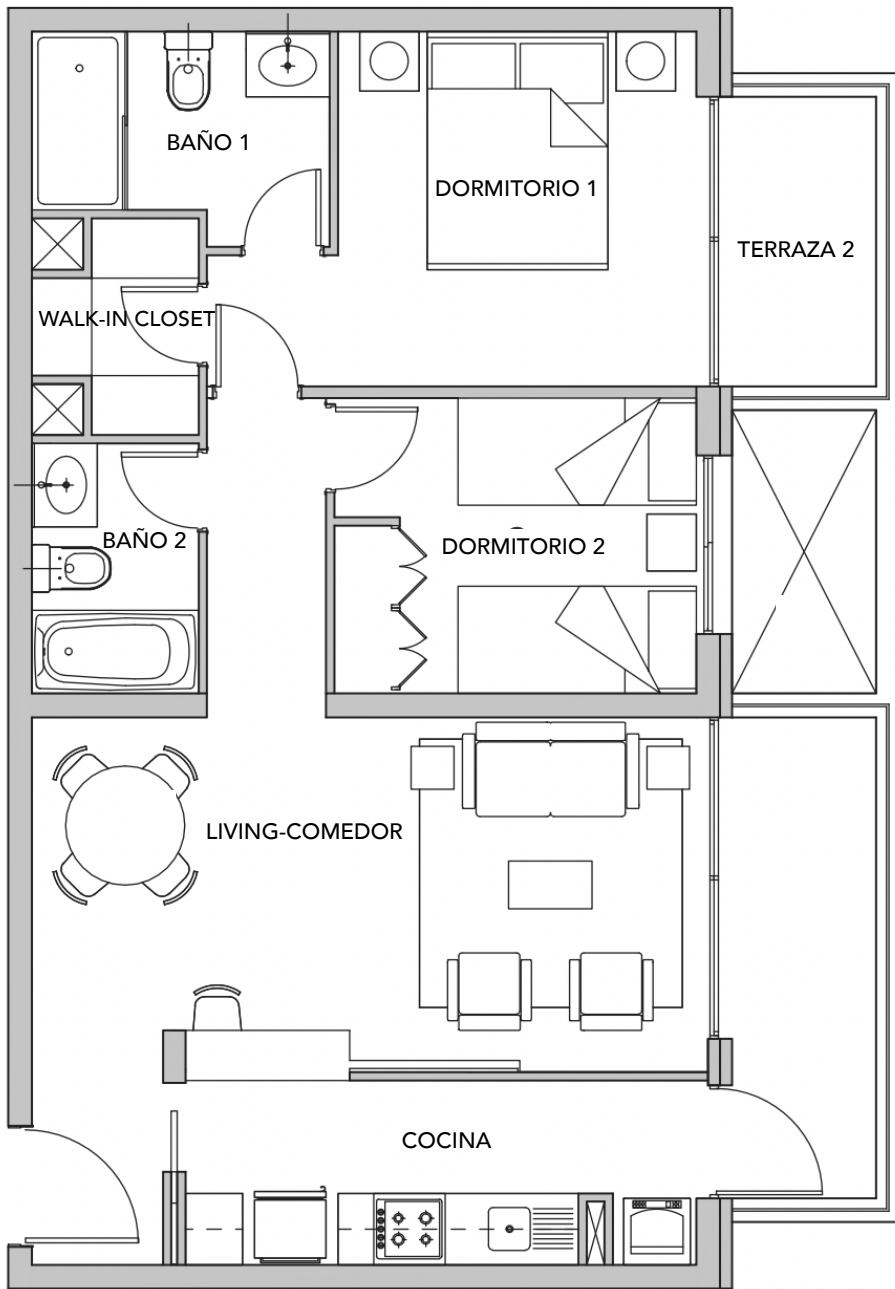 BAÑO 1
DORMITORIO 1
TERRAZA 2
WALK-IN CLOSET
BAÑO 2
DORMITORIO 2
LIVING-COMEDOR
COCINA